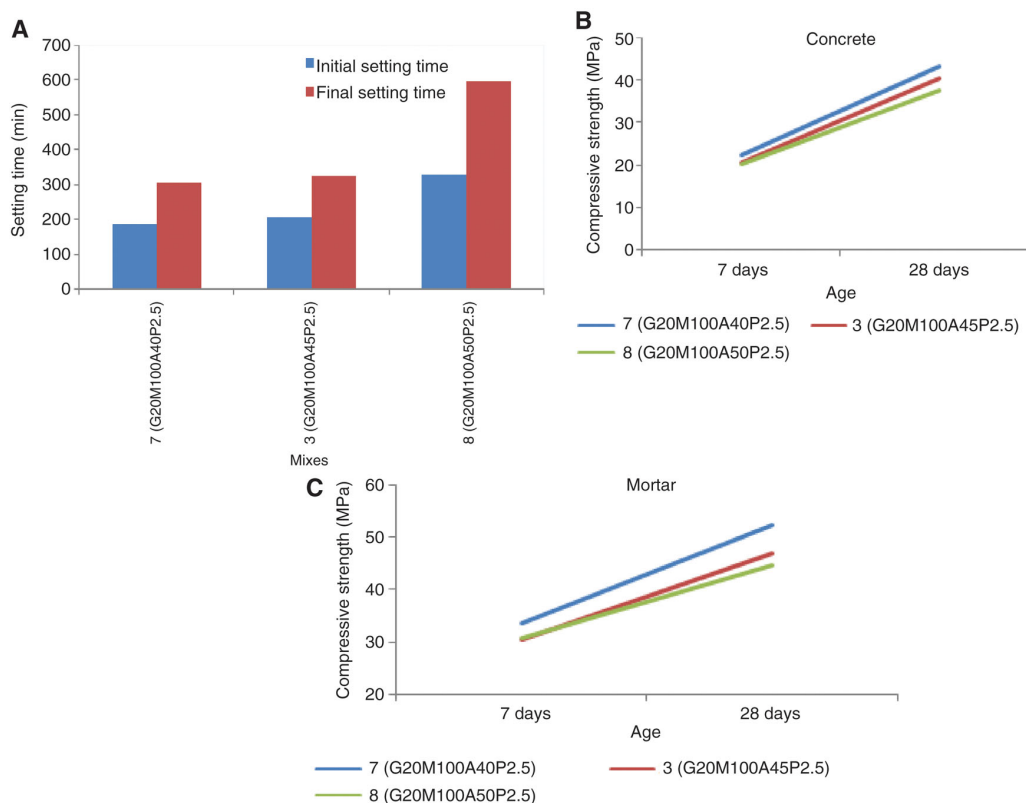 A
700
600
500
400
300
200
100
0
Setting time (min)
Initial setting time
Final setting time
7 (G20M100A40P2.5)
3 (G20M100A45P2.5)
8 (G20M100A50P2.5)
Mixes
B
Concrete
50
40
30
20
10
0
Compressive strength (MPa)
7 days
28 days
Age
7 (G20M100A40P2.5)
3 (G20M100A45P2.5)
8 (G20M100A50P2.5)
C
Mortar
60
50
40
30
20
Compressive strength (MPa)
7 days
28 days
Age
7 (G20M100A40P2.5)
3 (G20M100A45P2.5)
8 (G20M100A50P2.5)